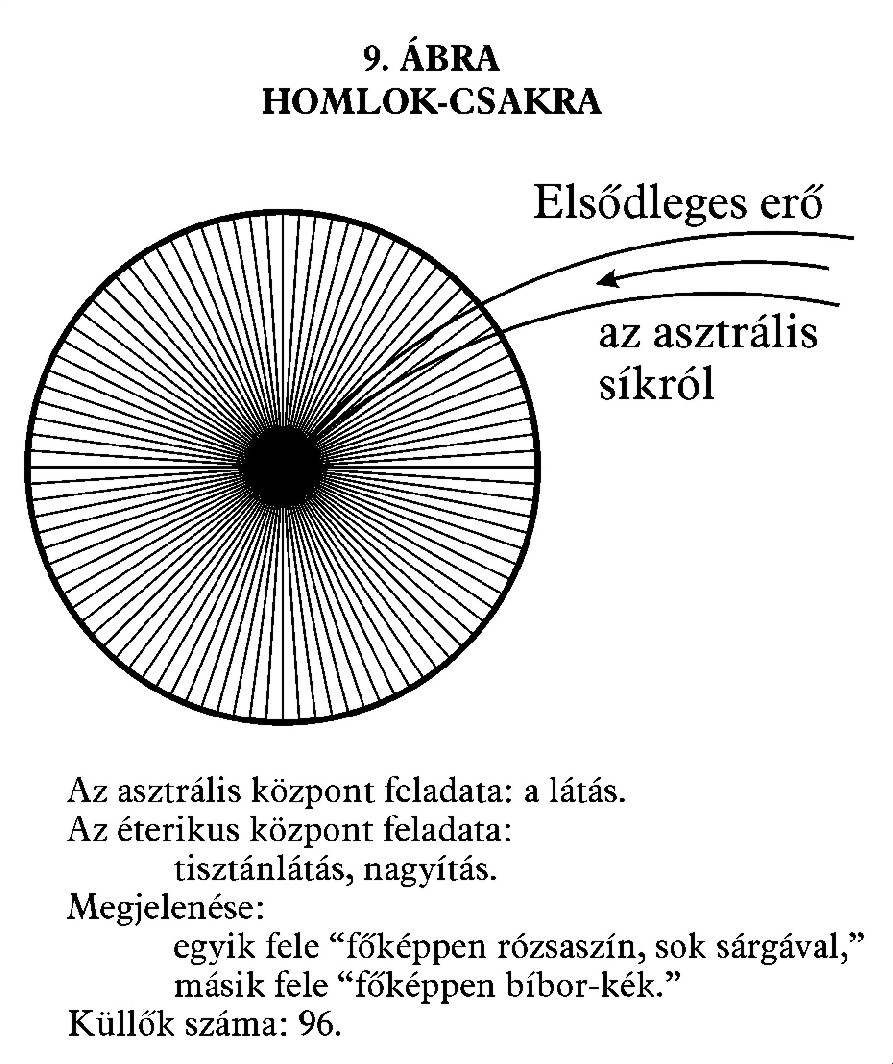 9. ÁBRA
HOMLOK-CSAKRA
Elsődleges erő
az asztrális
síkról
Az asztrális központ feladata: a látás.
Az éterikus központ feladata:
tisztánlátás, nagyítás.
Megjelenése:
egyik fele “főképpen rózsaszín, sok sárgával,”
másik fele “főképpen bíbor-kék.”
Küllők száma: 96.